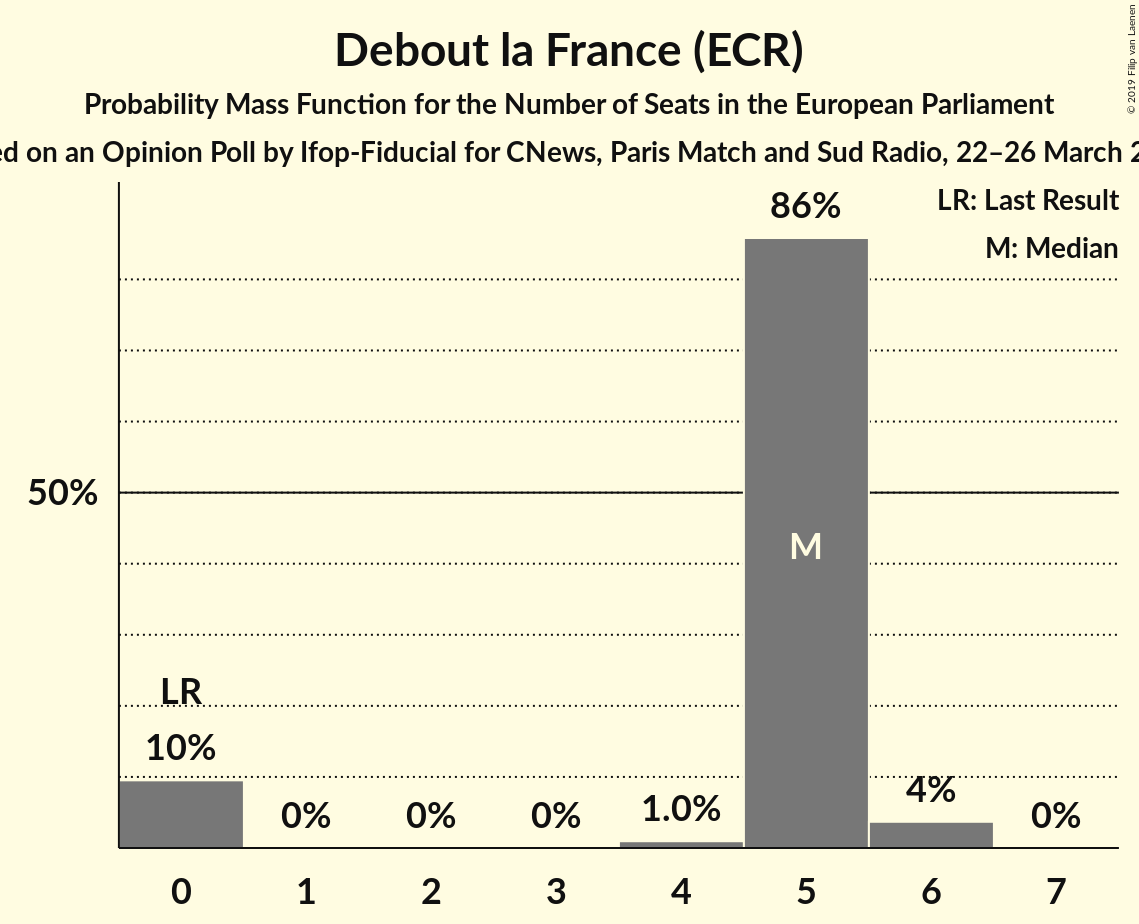 Debout la France (ECR)
Probability Mass Function for the Number of Seats in the European Parliament
on an Opinion Poll by Ifop-Fiducial for CNews, Paris Match and Sud Radio, 22–26 March
© 2019 Filip van Laenen
LR: Last Result
M: Median
86%
50%
M
LR
10%
0%
0%
0%
1.0%
4%
0%
0
1
2
3
4
5
6
7